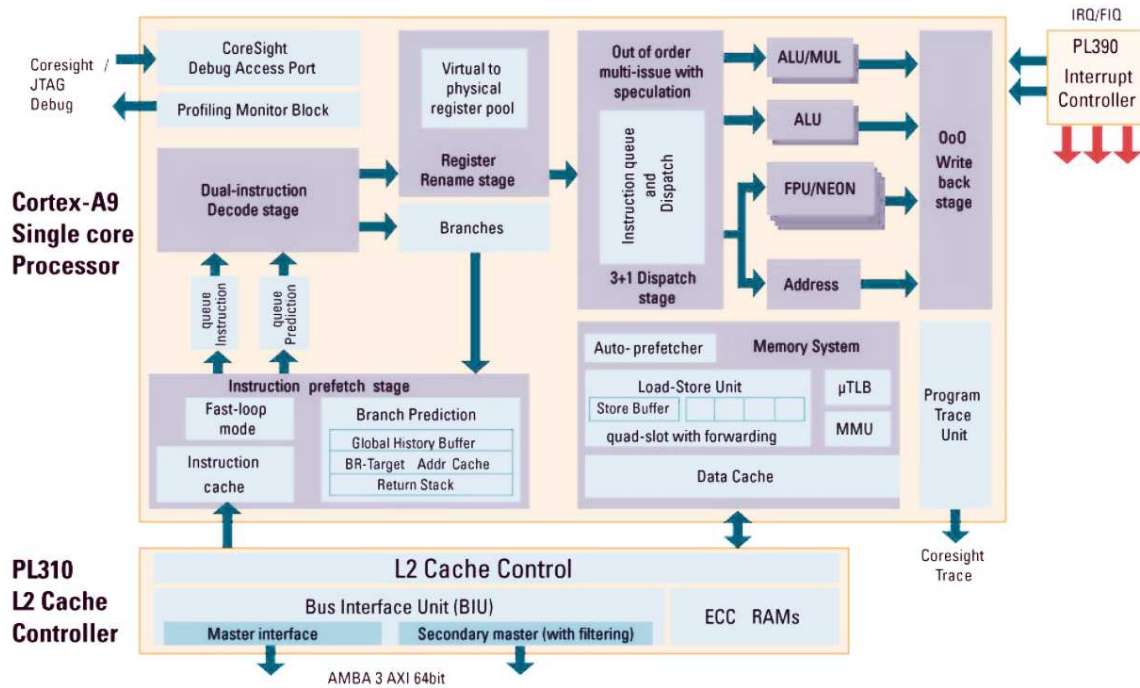 IRQ/FIQ
PL390
Interrupt
Controller
Coresight /
JTAG
Debug
CoreSight
Debug Access Port
Profiling Monitor Block
Virtual to
physical
register pool
Register
Rename stage
Out of order
multi-issue with
speculation
Instruction queue
and
Dispatch
3+1 Dispatch
stage
ALU/MUL
ALU
FPU/NEON
Address
OoO
Write
back
stage
Cortex-A9
Single core
Processor
Dual-instruction
Decode stage
Branches
queue
Instruction
queue
Prediction
Instruction prefetch stage
Fast-loop
mode
Instruction
cache
Branch Prediction
Global History Buffer
BR-Target Addr Cache
Return Stack
Auto-prefetcher
Memory System
Load-Store Unit
Store Buffer
quad-slot with forwarding
µTLB
MMU
Data Cache
Program
Trace
Unit
Coresight
Trace
PL310
L2 Cache
Controller
L2 Cache Control
Bus Interface Unit (BIU)
Master interface
Secondary master (with filtering)
ECC RAMs
AMBA 3 AXI 64bit